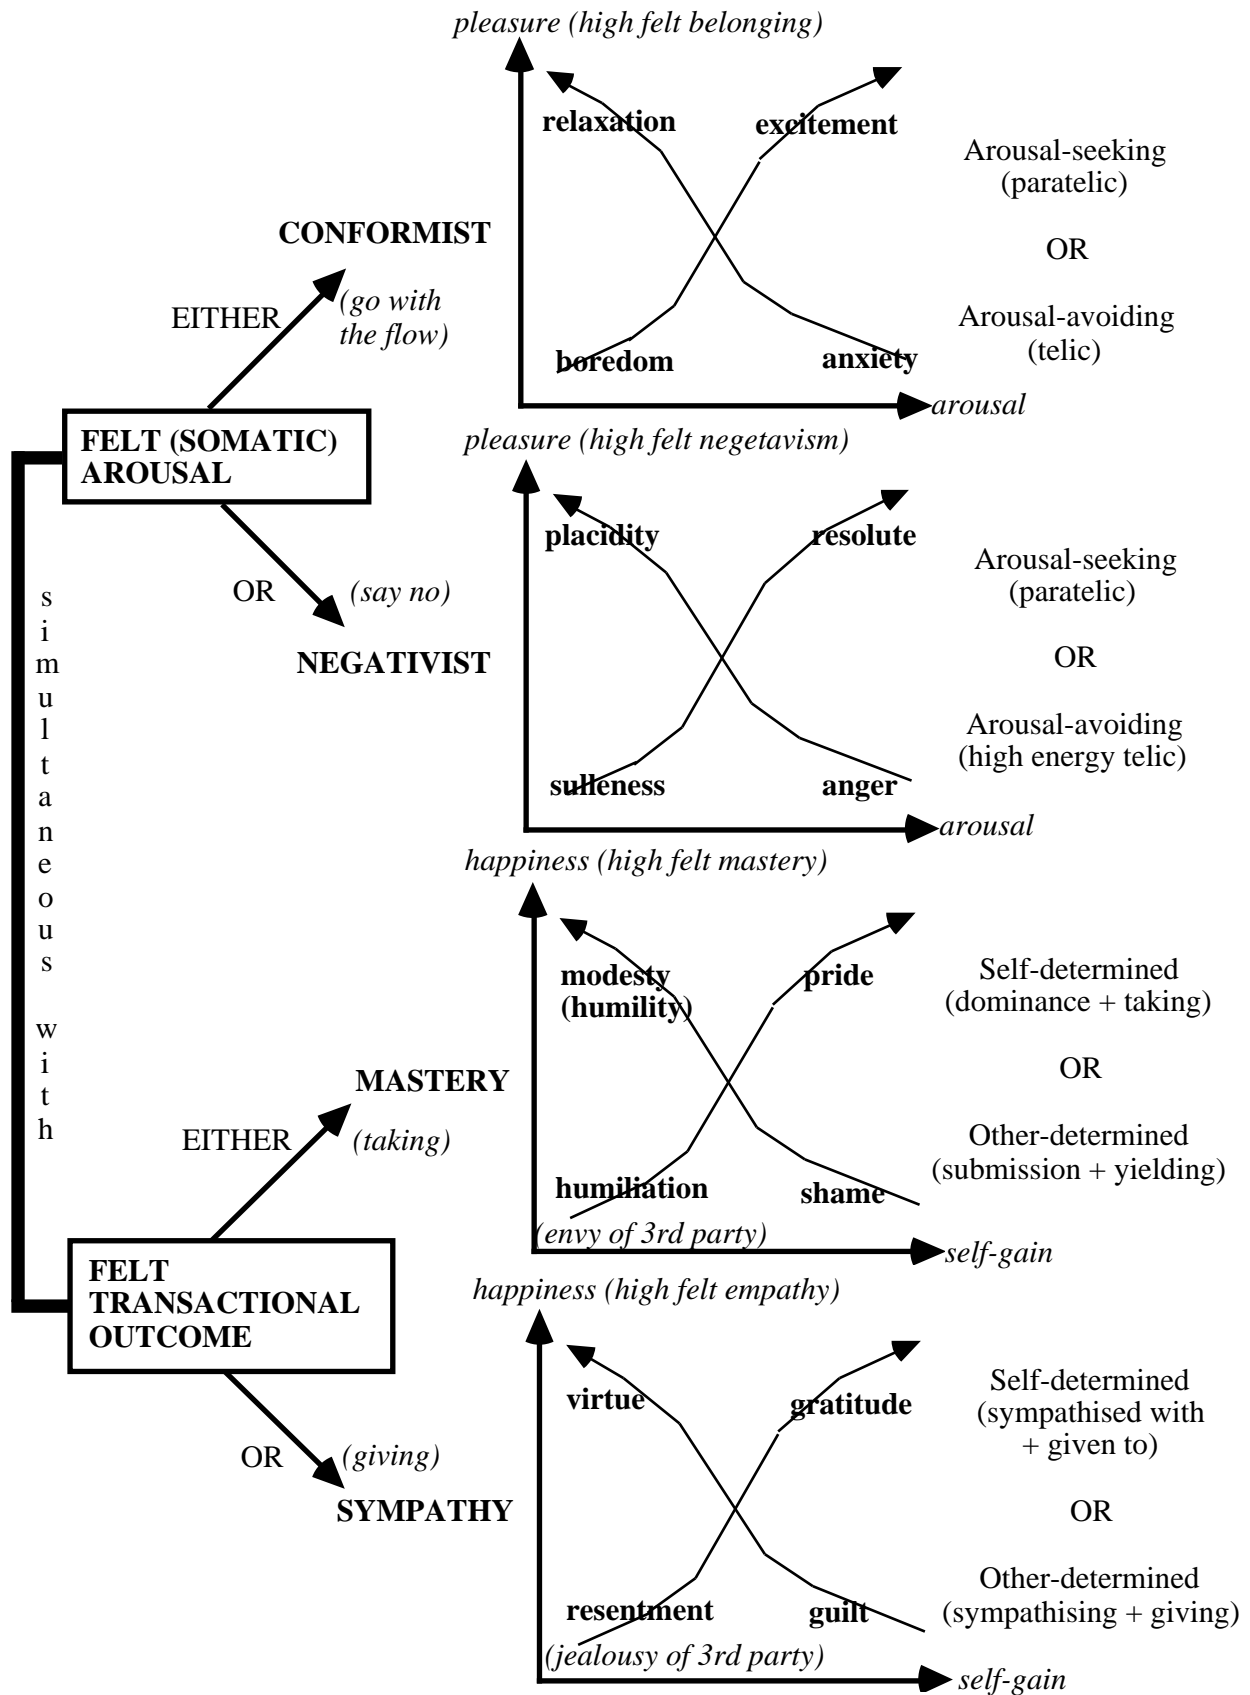 pleasure (high felt belonging)
relaxation
excitement
Arousal-seeking
(paratelic)
CONFORMIST
OR
EITHER
(go with
the flow)
Arousal-avoiding
(telic)
boredom
anxiety
arousal
FELT (SOMATIC)
AROUSAL
pleasure (high felt negetavism)
placidity
resolute
Arousal-seeking
(paratelic)
OR
(say no)
NEGATIVIST
OR
Arousal-avoiding
(high energy telic)
sulleness
anger
arousal
simultaneous with
happiness (high felt mastery)
modesty
(humility)
pride
Self-determined
(dominance + taking)
MASTERY
OR
EITHER
(taking)
Other-determined
(submission + yielding)
humiliation
shame
(envy of 3rd party)
self-gain
FELT
TRANSACTIONAL
OUTCOME
happiness (high felt empathy)
virtue
gratitude
Self-determined
(sympathised with
+ given to)
OR
(giving)
SYMPATHY
OR
Other-determined
(sympathising + giving)
resentment
guilt
(jealousy of 3rd party)
self-gain